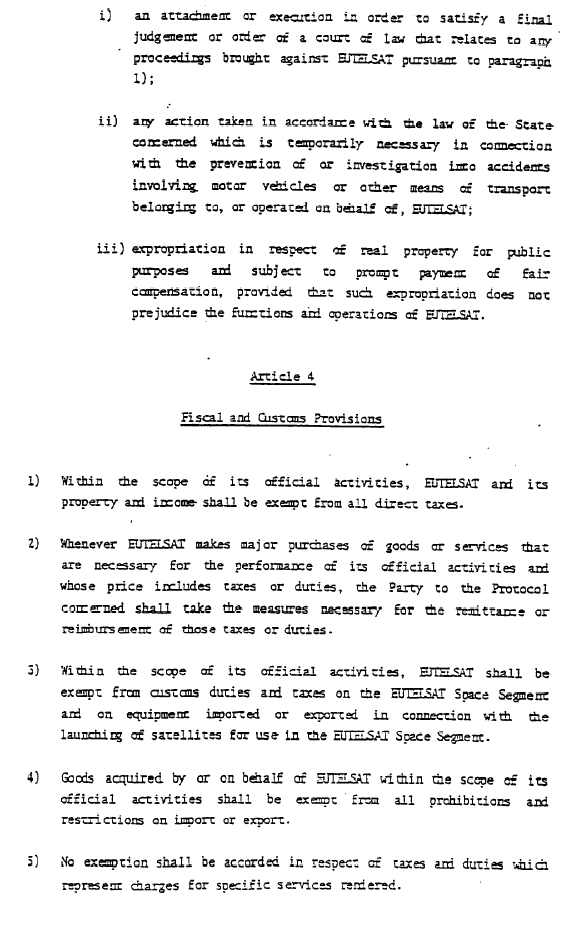 i) an attachment or execution in order to satisfy a final
judgement or order of a court of law that relates to any
proceedings brought against EUTELSAT pursuant to paragraph
1);
ii) any action taken in accordance with the law of the State
concerned which is temporarily necessary in connection
with the prevention of or investigation into accidents
involving motor vehicles or other means of transport
belonging to, or operated on behalf of, EUTELSAT;
iii) expropriation in respect of real property for public
purposes and subject to prompt payment of fair
compensation, provided that such expropriation does not
prejudice the functions and operations of EUTELSAT.
Article 4
Fiscal and Customs Provisions
1) Within the scope of its official activities, EUTELSAT and its
property and income shall be exempt from all direct taxes.
2) Whenever EUTELSAT makes major purchases of goods or services that
are necessary for the performance of its official activities and
whose price includes taxes or duties, the Party to the Protocol
concerned shall take the measures necessary for the remittance or
reimbursement of those taxes or duties.
3) Within the scope of its official activities, EUTELSAT shall be
exempt from customs duties and taxes on the EUTELSAT Space Segment
and on equipment imported or exported in connection with the
launching of satellites for use in the EUTELSAT Space Segment.
4) Goods acquired by or on behalf of EUTELSAT within the scope of its
official activities shall be exempt from all prohibitions and
restrictions on import or export.
5) No exemption shall be accorded in respect of taxes and duties which
represent charges for specific services rendered.